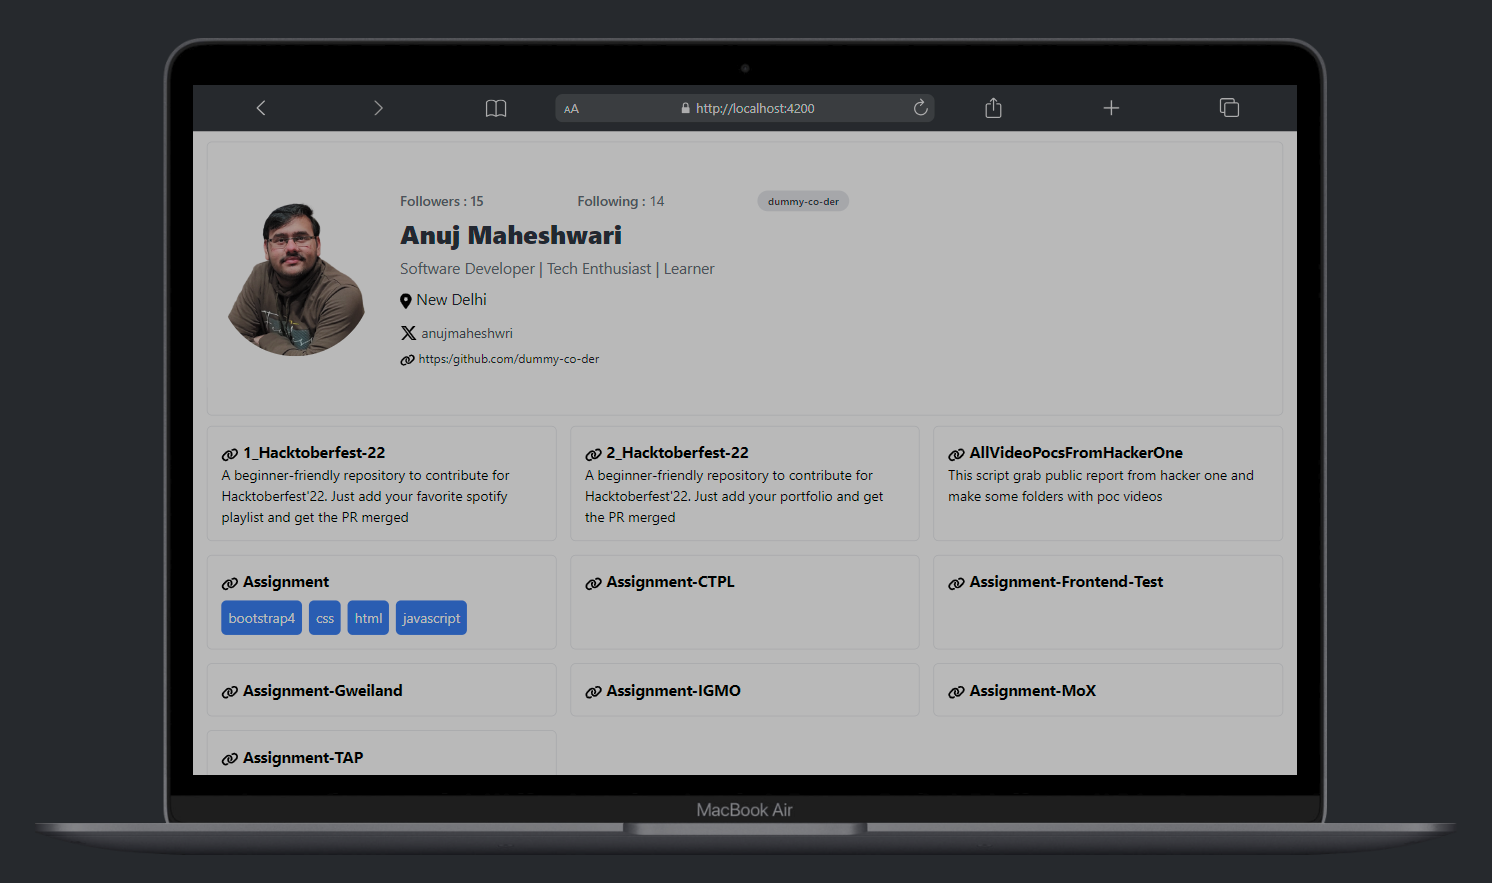 AA http://localhost:4200
Followers : 15 Following : 14 dummy-co-der
Anuj Maheshwari
Software Developer | Tech Enthusiast | Learner
New Delhi
anujmaheshwri
https:/github.com/dummy-co-der
1_Hacktoberfest-22
A beginner-friendly repository to contribute for
Hacktoberfest'22. Just add your favorite spotify
playlist and get the PR merged
2_Hacktoberfest-22
A beginner-friendly repository to contribute for
Hacktoberfest'22. Just add your portfolio and get
the PR merged
AllVideoPocsFromHackerOne
This script grab public report from hacker one and
make some folders with poc videos
Assignment
bootstrap4 css html javascript
Assignment-CTPL
Assignment-Frontend-Test
Assignment-Gweiland
Assignment-IGMO
Assignment-MoX
Assignment-TAP
MacBook Air